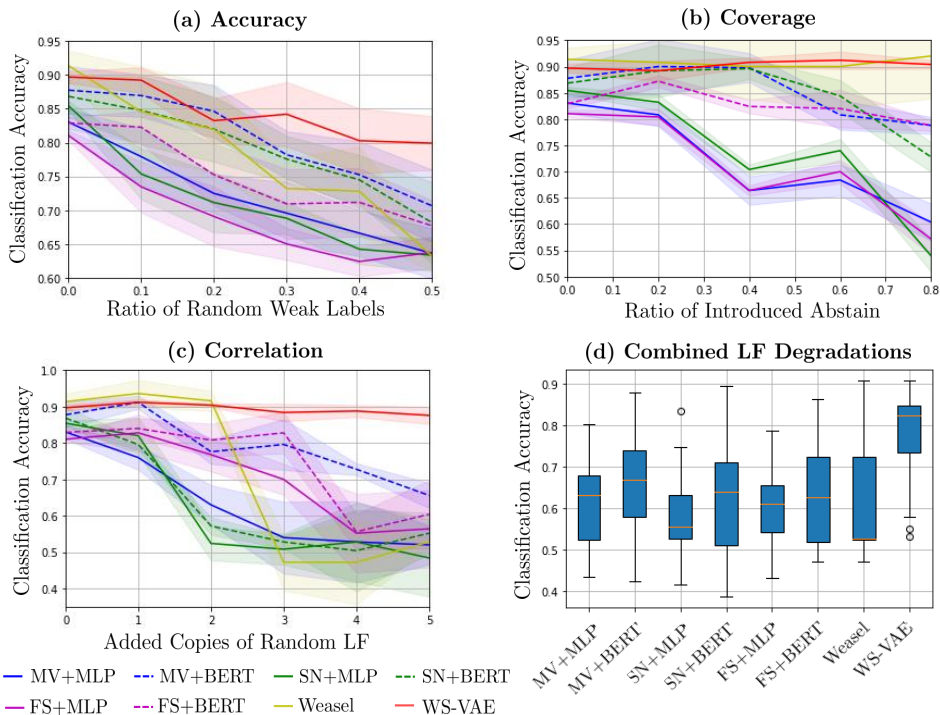 (a) Accuracy
Classification Accuracy
0.95
0.90
0.85
0.80
0.75
0.70
0.65
0.60
0.0 0.1 0.2 0.3 0.4 0.5
Ratio of Random Weak Labels
(b) Coverage
Classification Accuracy
0.95
0.90
0.85
0.80
0.75
0.70
0.65
0.60
0.55
0.50
0.0 0.1 0.2 0.3 0.4 0.5 0.6 0.7 0.8
Ratio of Introduced Abstain
(c) Correlation
Classification Accuracy
1.0
0.9
0.8
0.7
0.6
0.5
0.4
0 1 2 3 4 5
Added Copies of Random LF
(d) Combined LF Degradations
Classification Accuracy
0.9
0.8
0.7
0.6
0.5
0.4
MV+MLP
MV+BERT
SN+MLP
SN+BERT
FS+MLP
FS+BERT
Weasel
WS-VAE
MV+MLP MV+BERT SN+MLP SN+BERT
FS+MLP FS+BERT Weasel WS-VAE